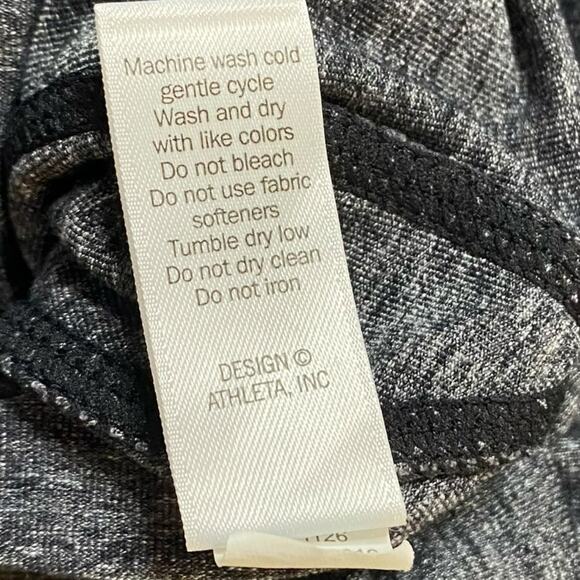 Machine wash cold
gentle cycle
Wash and dry
with like colors
Do not bleach
Do not use fabric
softeners
Tumble dry low
Do not dry clean
Do not iron
DESIGN ©
ATHLETA, INC